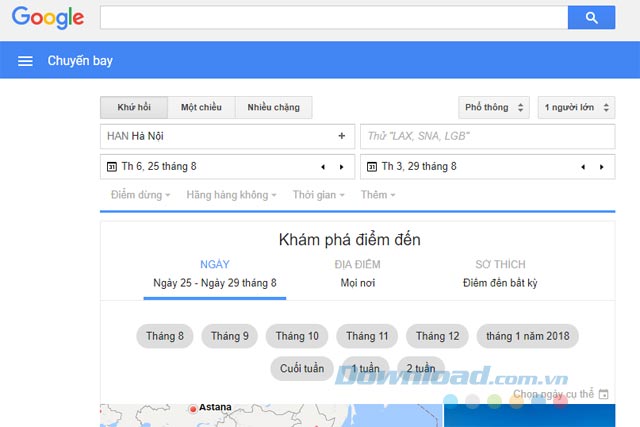 Google
Chuyến bay
Khứ hồi Một chiều Nhiều chặng Phổ thông 1 người lớn
HAN Hà Nội + Thử "LAX, SNA, LGB"
31 Th 6, 25 tháng 8 31 Th 3, 29 tháng 8
Điểm dừng Hãng hàng không Thời gian Thêm
Khám phá điểm đến
NGÀY ĐỊA ĐIỂM SỞ THÍCH
Ngày 25 - Ngày 29 tháng 8 Mọi nơi Điểm đến bất kỳ
Tháng 8 Tháng 9 Tháng 10 Tháng 11 Tháng 12 tháng 1 năm 2018
Cuối tuần 1 tuần 2 tuần
Download.com.vn
Chọn ngày cụ thể
Astana